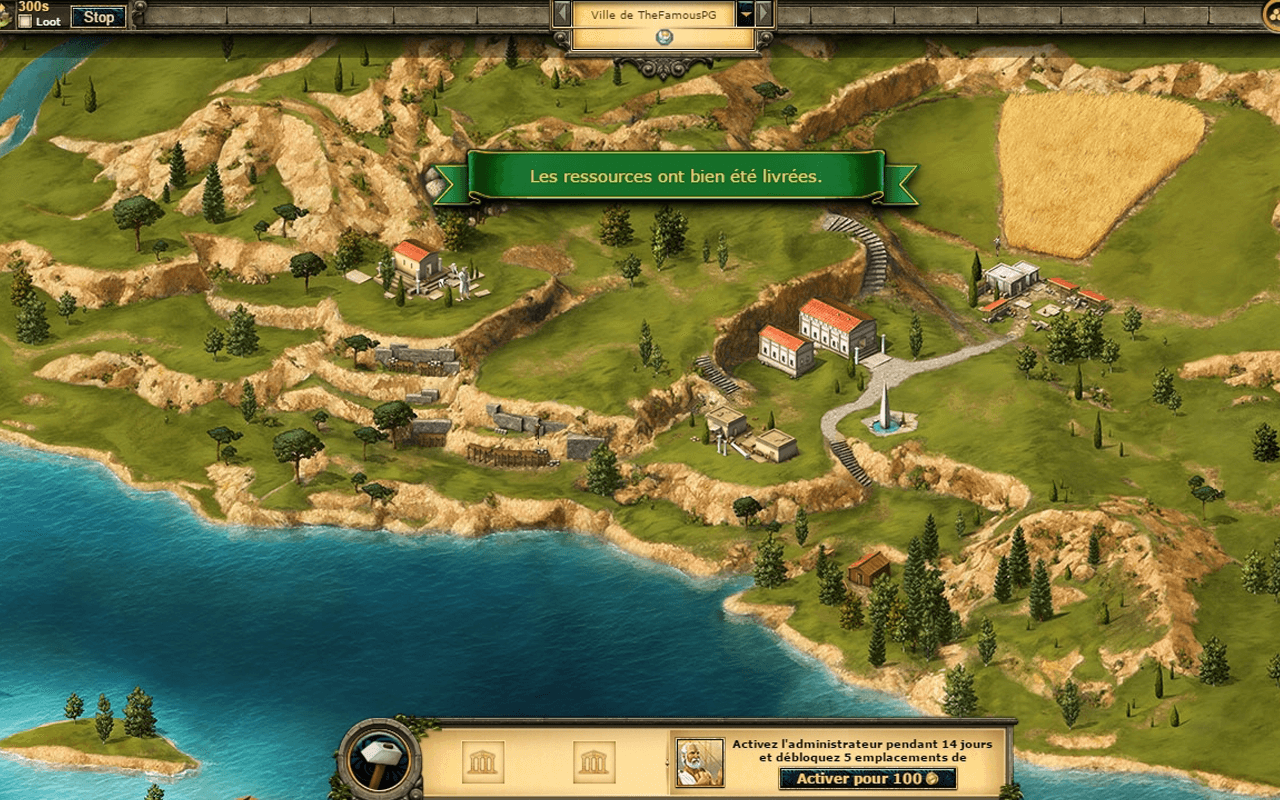 300s
Loot
Stop
Ville de TheFamousPG
Les ressources ont bien été livrées.
Activez l'administrateur pendant 14 jours
et débloquez 5 emplacements de
Activer pour 100